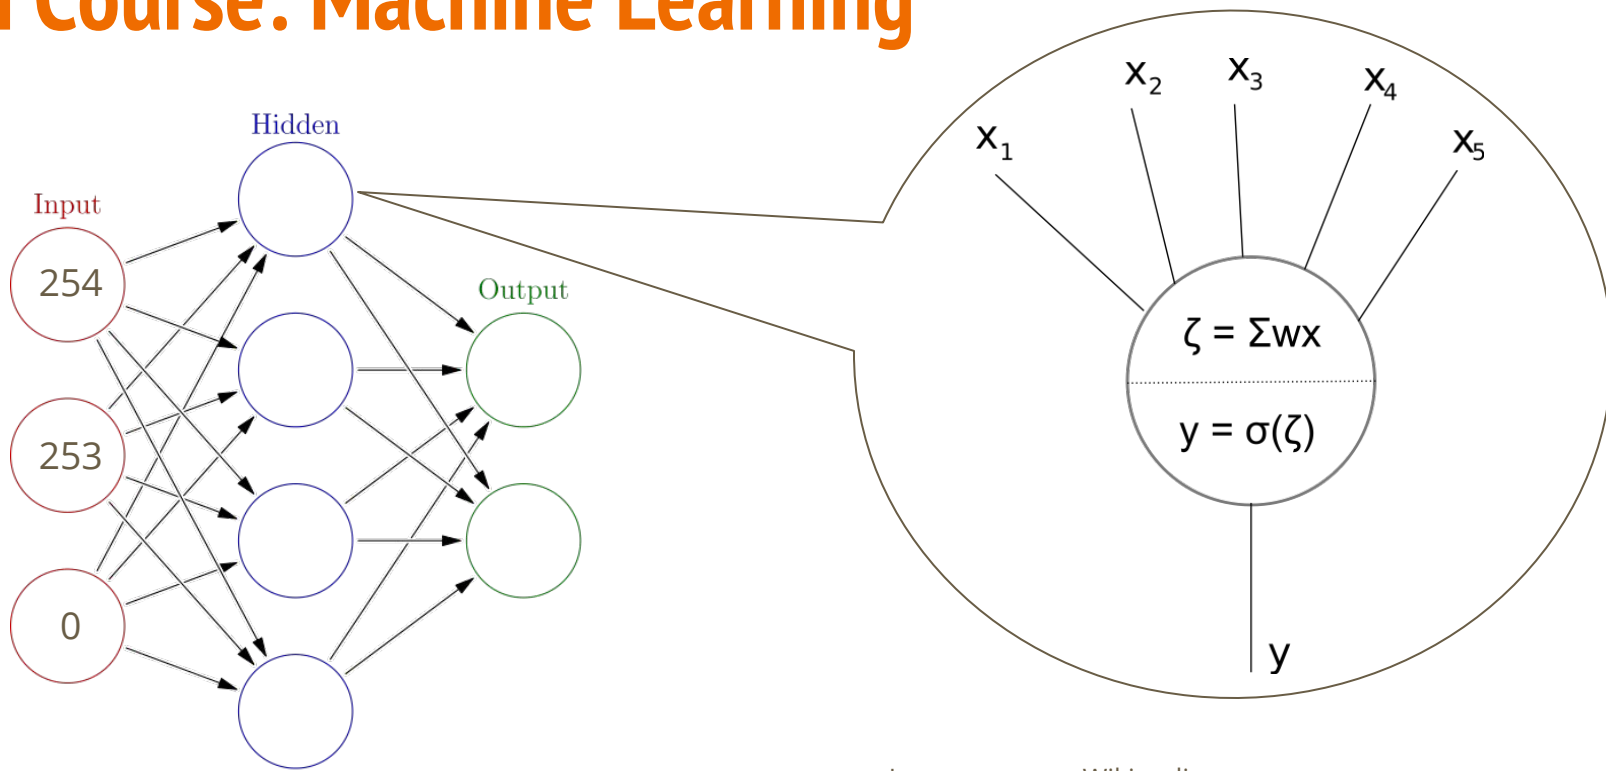 Course: Machine Learning
Hidden
Input
Output
254
253
0
x₁
x₂
x₃
x₄
x₅
ζ = Σwx
y = σ(ζ)
y